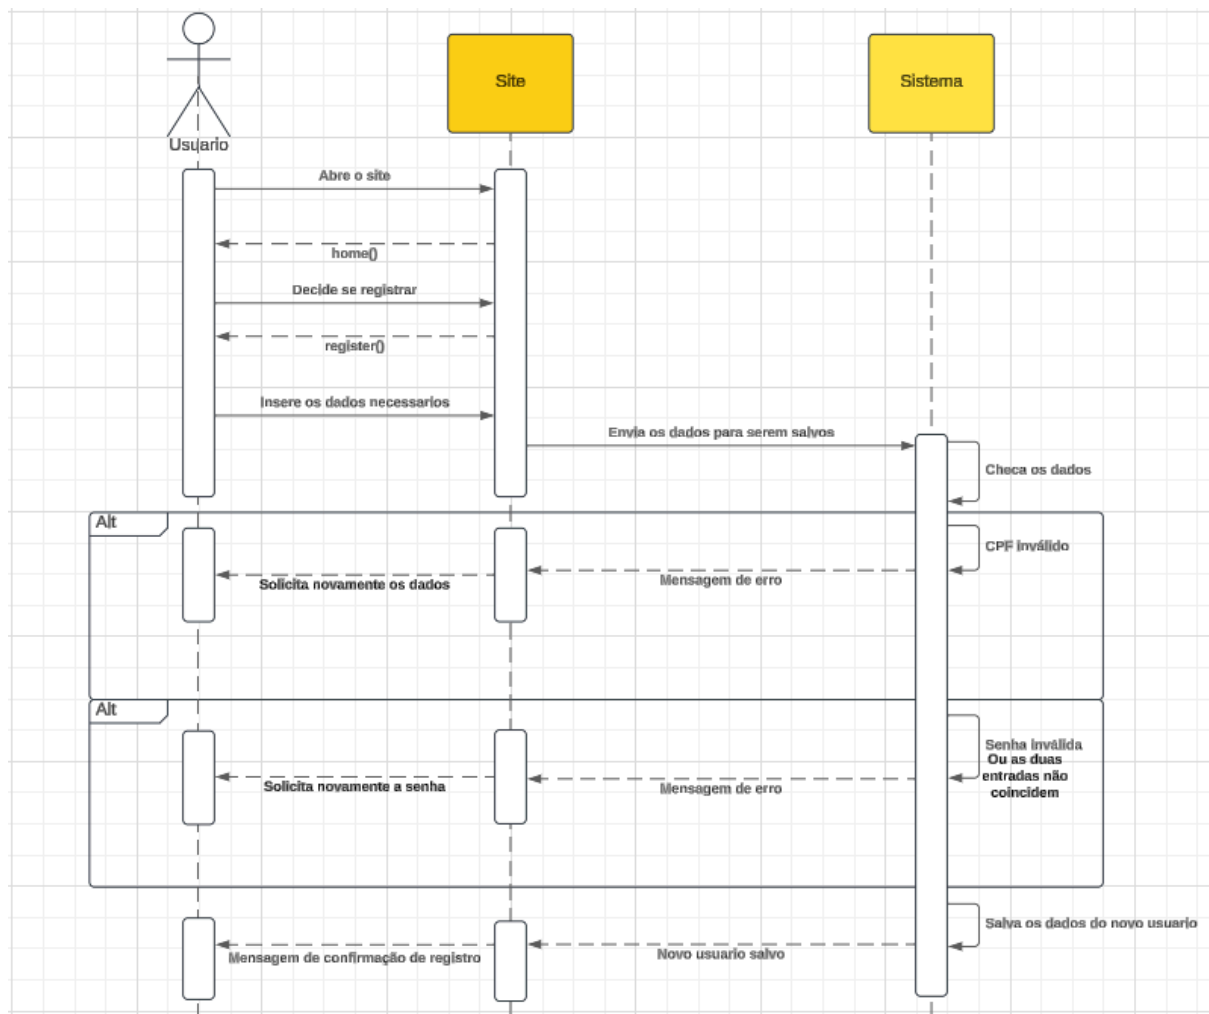 Usuario
Site
Sistema
Abre o site
home()
Decide se registrar
register()
Insere os dados necessarios
Envia os dados para serem salvos
Checa os dados
Alt
CPF inválido
Mensagem de erro
Solicita novamente os dados
Alt
Senha inválida
Ou as duas
entradas não
coincidem
Mensagem de erro
Solicita novamente a senha
Salva os dados do novo usuario
Novo usuario salvo
Mensagem de confirmação de registro